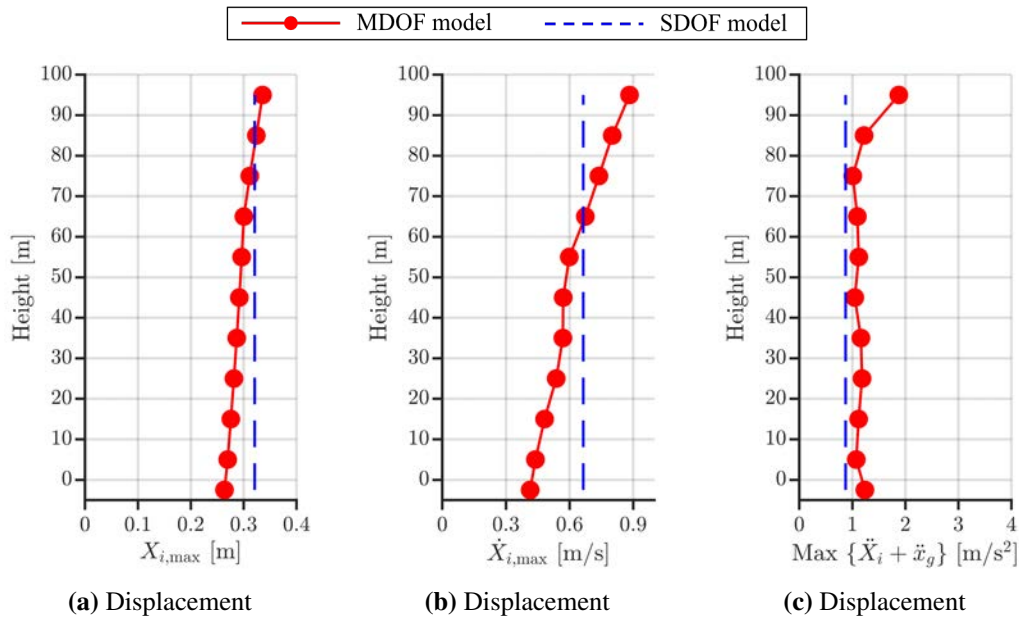 MDOF model SDOF model
100 100 100
90 90 90
80 80 80
70 70 70
60 60 60
50 50 50
40 40 40
30 30 30
20 20 20
10 10 10
0 0 0
Height [m] Height [m] Height [m]
0 0.1 0.2 0.3 0.4 0 0.3 0.6 0.9 0 1 2 3 4
X_{i,max} [m] Ẋ_{i,max} [m/s] Max {Ẍ_i + ẍ_g} [m/s²]
(a) Displacement (b) Displacement (c) Displacement